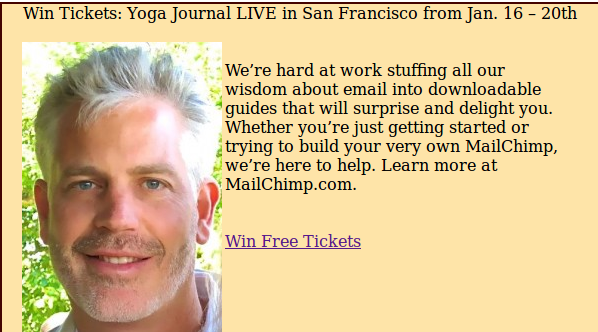 Win Tickets: Yoga Journal LIVE in San Francisco from Jan. 16 – 20th
We’re hard at work stuffing all our
wisdom about email into downloadable
guides that will surprise and delight you.
Whether you’re just getting started or
trying to build your very own MailChimp,
we’re here to help. Learn more at
MailChimp.com.
Win Free Tickets